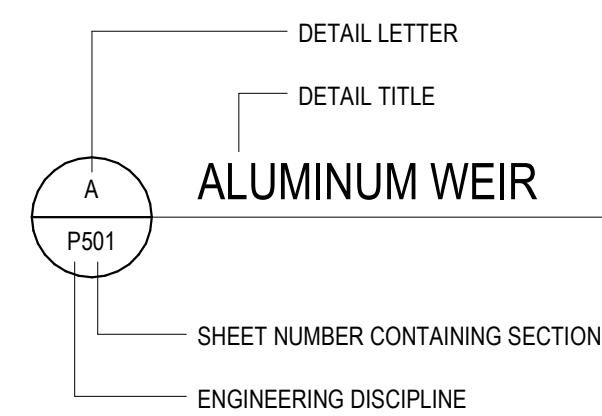 DETAIL LETTER
DETAIL TITLE
A
ALUMINUM WEIR
P501
SHEET NUMBER CONTAINING SECTION
ENGINEERING DISCIPLINE